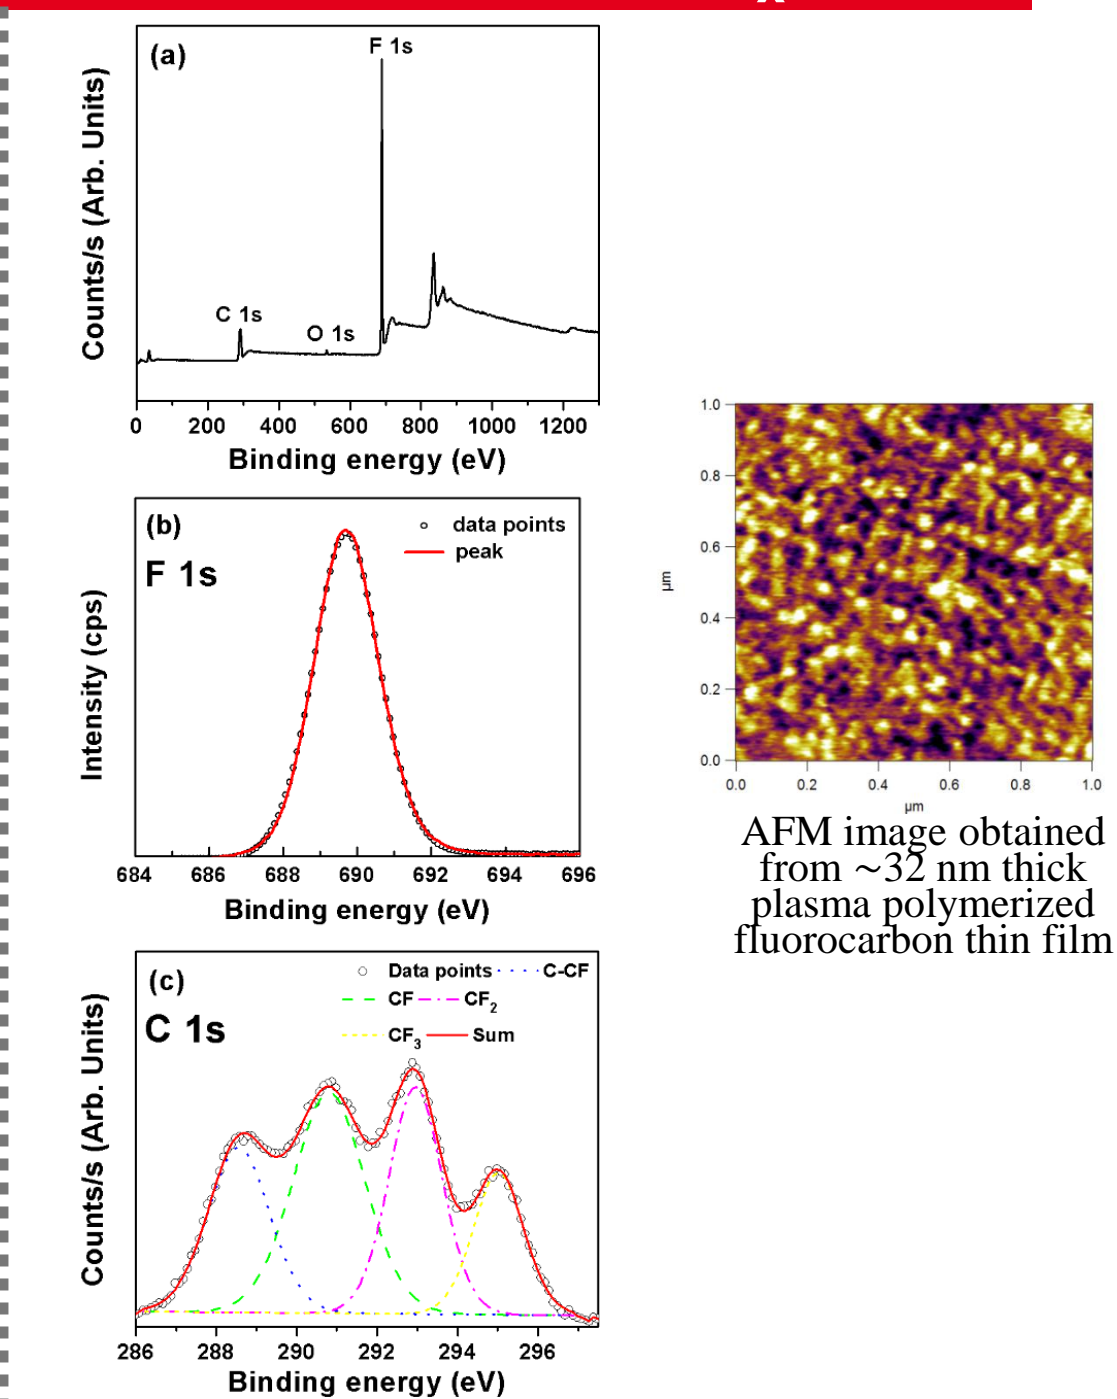 (a)
F 1s
C 1s
O 1s
Counts/s (Arb. Units)
0 200 400 600 800 1000 1200
Binding energy (eV)
(b)
F 1s
data points
peak
Intensity (cps)
684 686 688 690 692 694 696
Binding energy (eV)
(c)
C 1s
Data points C-CF
CF CF2
CF3 Sum
Counts/s (Arb. Units)
286 288 290 292 294 296
Binding energy (eV)
1.0
0.8
0.6
0.4
0.2
0.0
µm
0.0 0.2 0.4 0.6 0.8 1.0
µm
AFM image obtained
from ~32 nm thick
plasma polymerized
fluorocarbon thin film